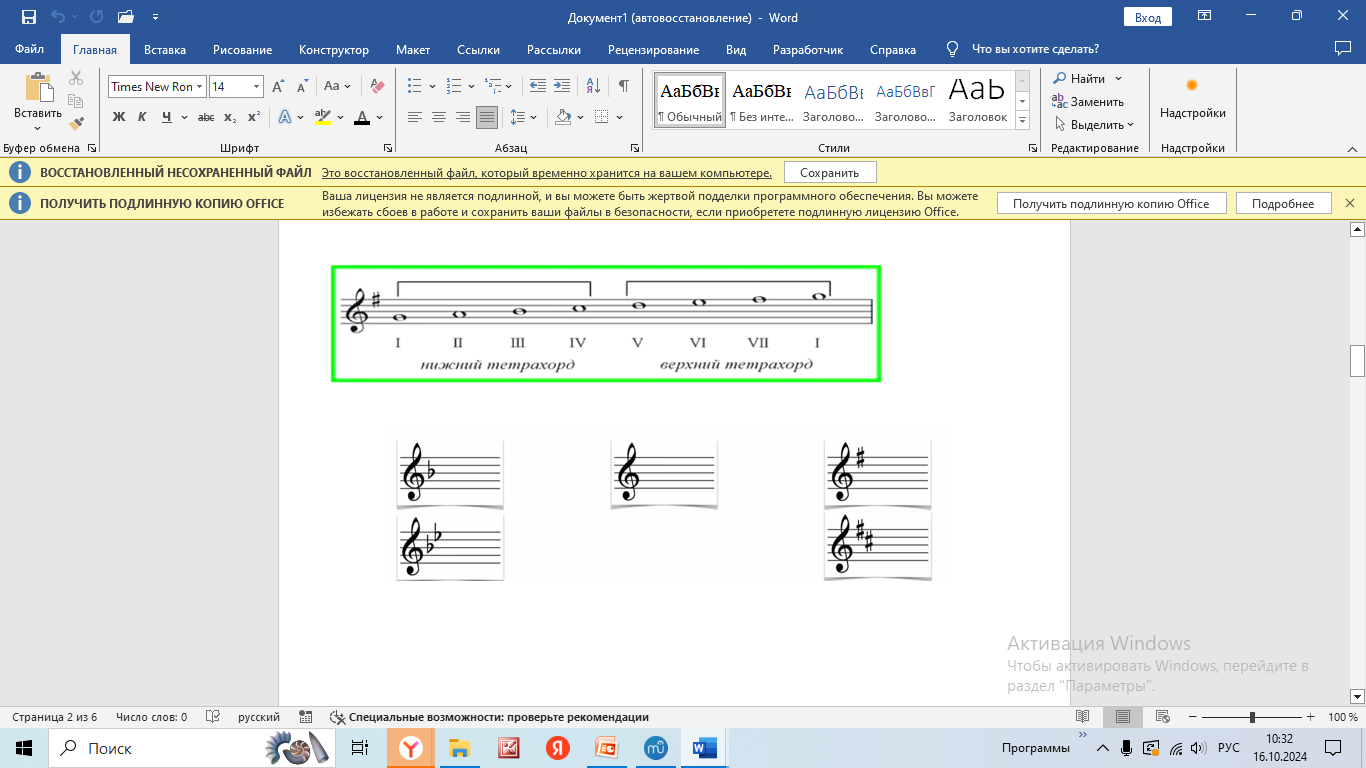 Документ1 (автовосстановление) - Word
Вход
Файл Главная Вставка Рисование Конструктор Макет Ссылки Рассылки Рецензирование Вид Разработчик Справка Что вы хотите сделать?
Вставить
Times New Ron 14
Aa
Ж К Ч abc x₂ x² A A
¶
АаБбВв АаБбВв АаБбВв АаБбВвГ АаЬ
¶ Обычный ¶ Без инте... Заголово... Заголово... Заголовок
Найти
Заменить
Выделить
Надстройки
Буфер обмена Шрифт Абзац Стили Редактирование Надстройки
ВОССТАНОВЛЕННЫЙ НЕСОХРАНЕННЫЙ ФАЙЛ Это восстановленный файл, который временно хранится на вашем компьютере. Сохранить
ПОЛУЧИТЬ ПОДЛИННУЮ КОПИЮ OFFICE Ваша лицензия не является подлинной, и вы можете быть жертвой подделки программного обеспечения. Вы можете
избежать сбоев в работе и сохранить ваши файлы в безопасности, если приобретете подлинную лицензию Office. Получить подлинную копию Office Подробнее
I II III IV V VI VII I
нижний тетрахорд верхний тетрахорд
Активация Windows
Чтобы активировать Windows, перейдите в
раздел "Параметры".
Страница 2 из 6 Число слов: 0 русский Специальные возможности: проверьте рекомендации 100 %
Поиск
Программы
РУС
10:32
16.10.2024